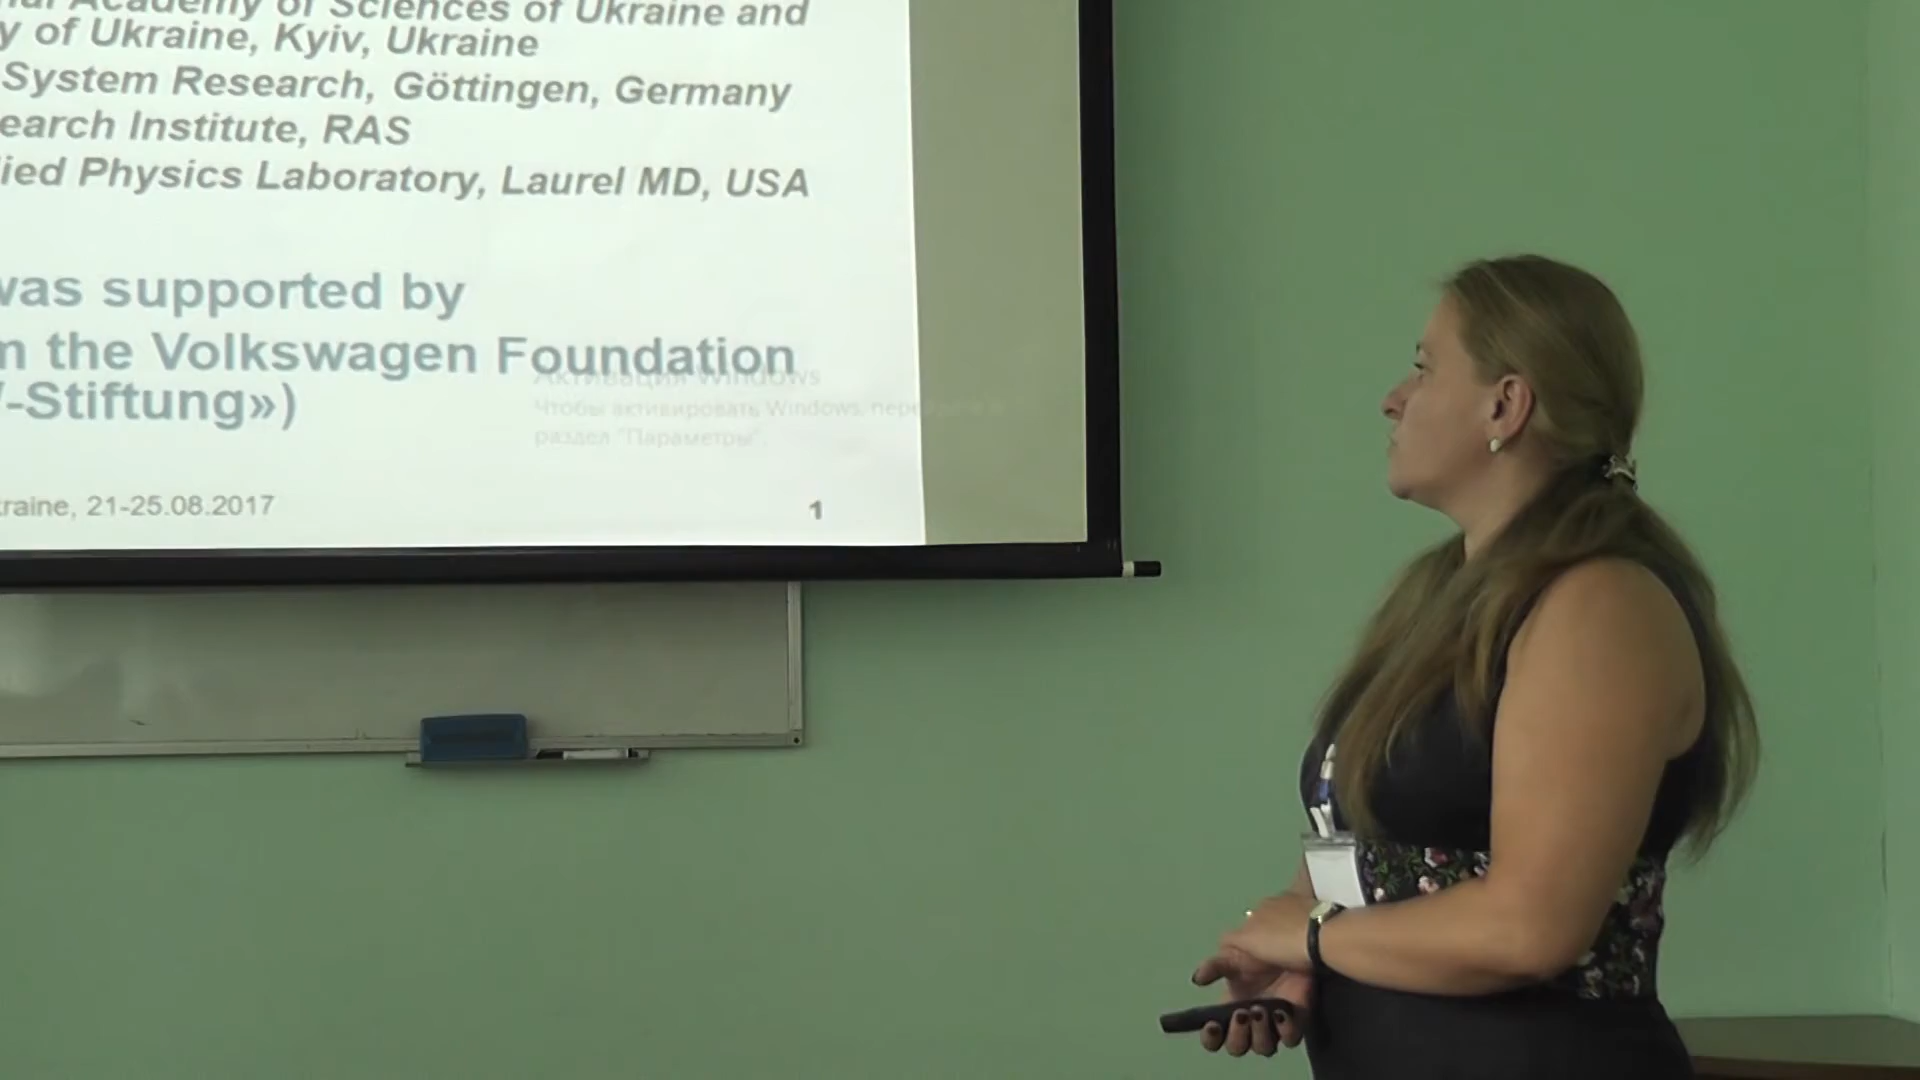 Academy of Sciences of Ukraine and
y of Ukraine, Kyiv, Ukraine
System Research, Göttingen, Germany
earch Institute, RAS
ied Physics Laboratory, Laurel MD, USA
was supported by
m the Volkswagen Foundation
-Stiftung»)
Активация Windows
Чтобы активировать Windows,
раздел "Параметры".
raine, 21-25.08.2017
1